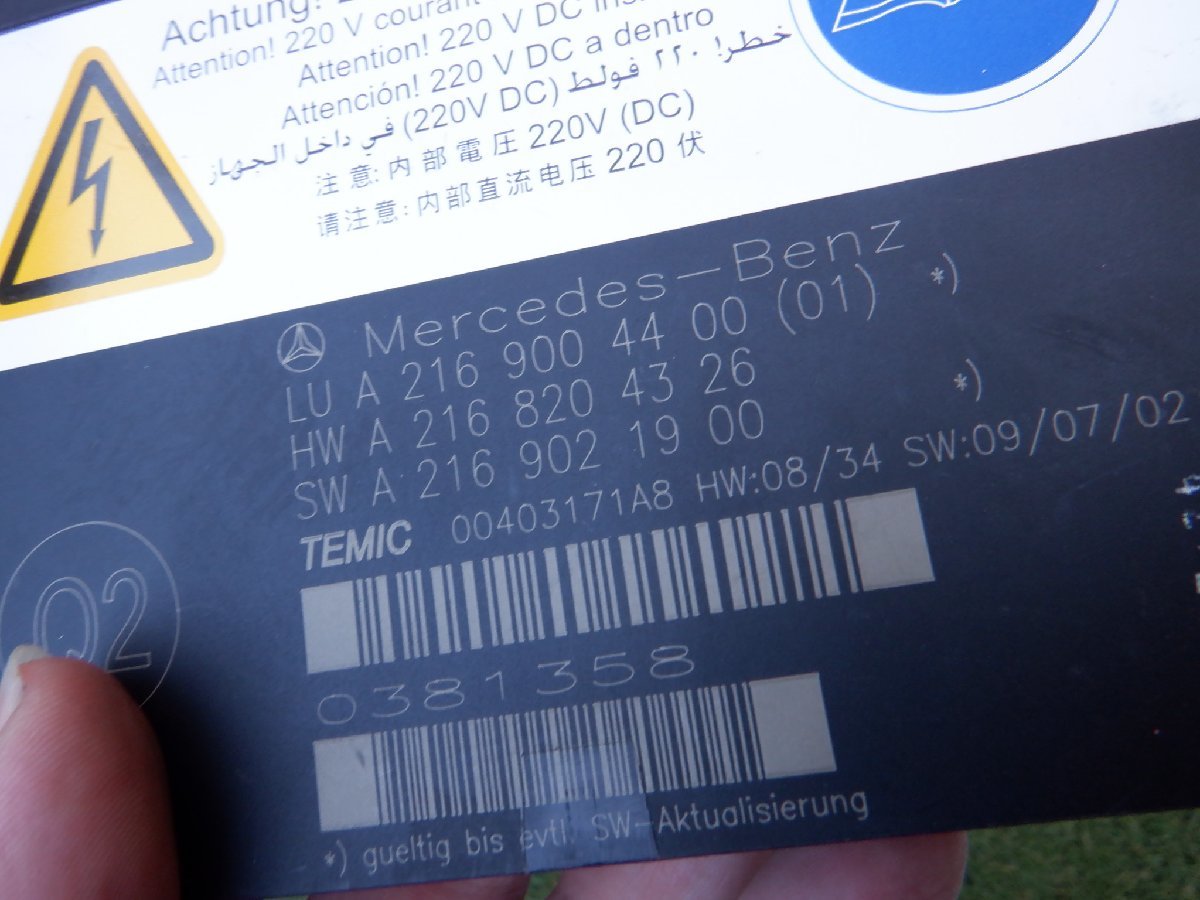 Achtung!
Attention! 220 V courant
Attention! 220 V DC
Attención! 220 V DC a dentro
خطر! ٢٢٠ فولط (220V DC) في داخل الجهاز
注意: 内部電圧 220V (DC)
请注意: 内部直流电压 220 伏
Mercedes-Benz
LU A 216 900 44 00 (01) *)
HW A 216 820 43 26
SW A 216 902 19 00 *)
TEMIC 00403171A8 HW:08/34 SW:09/07/02
Q2
0381358
*) gueltig bis evtl. SW-Aktualisierung